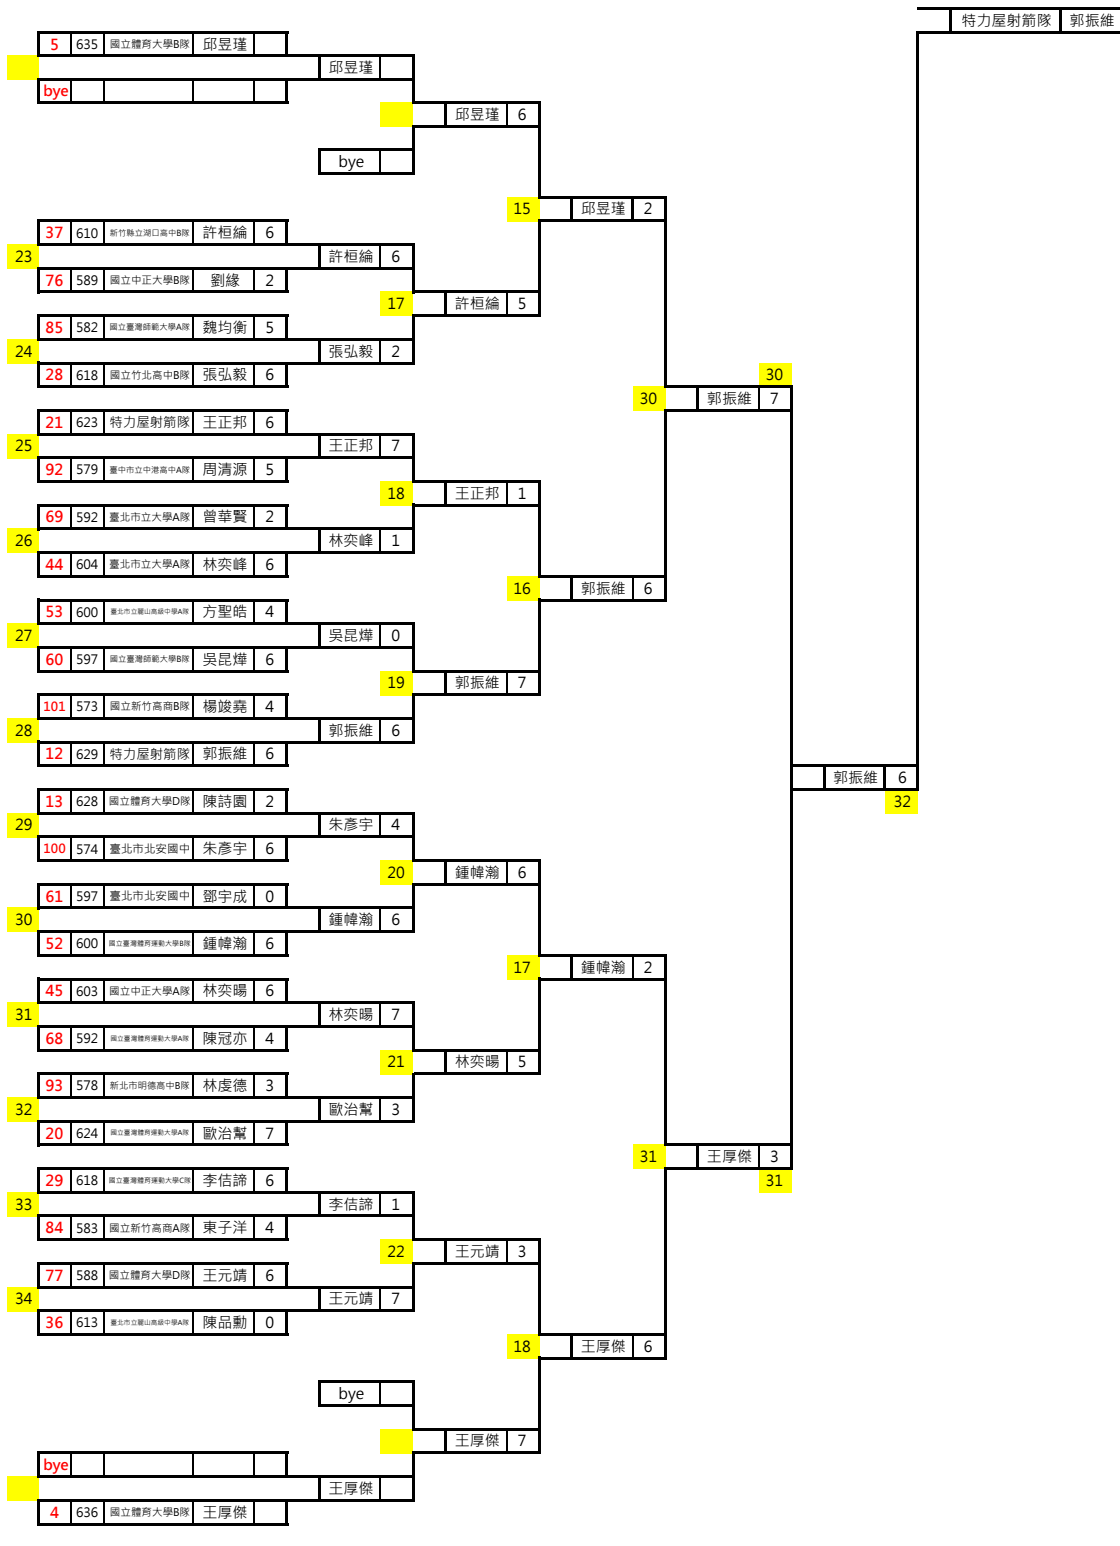 特力屋射箭隊 郭振維
5 635 國立體育大學B隊 邱昱瑾
邱昱瑾
bye
邱昱瑾 6
bye
15 邱昱瑾 2
37 610 新竹縣立湖口高中B隊 許桓綸 6
23 許桓綸 6
76 589 國立中正大學B隊 劉緣 2
17 許桓綸 5
85 582 國立臺灣師範大學A隊 魏均衡 5
24 張弘毅 2
28 618 國立竹北高中B隊 張弘毅 6
30
30 郭振維 7
21 623 特力屋射箭隊 王正邦 6
25 王正邦 7
92 579 臺中市立中港高中A隊 周清源 5
18 王正邦 1
69 592 臺北市立大學A隊 曾華賢 2
26 林奕峰 1
44 604 臺北市立大學A隊 林奕峰 6
16 郭振維 6
53 600 臺北市立麗山高級中學A隊 方聖皓 4
27 吳昆燁 0
60 597 國立臺灣師範大學B隊 吳昆燁 6
19 郭振維 7
101 573 國立新竹高商B隊 楊竣堯 4
28 郭振維 6
12 629 特力屋射箭隊 郭振維 6
郭振維 6
13 628 國立體育大學D隊 陳詩園 2
32
29 朱彥宇 4
100 574 臺北市北安國中 朱彥宇 6
20 鍾幃瀚 6
61 597 臺北市北安國中 鄧宇成 0
30 鍾幃瀚 6
52 600 國立臺灣體育運動大學B隊 鍾幃瀚 6
17 鍾幃瀚 2
45 603 國立中正大學A隊 林奕暘 6
31 林奕暘 7
68 592 國立臺灣體育運動大學A隊 陳冠亦 4
21 林奕暘 5
93 578 新北市明德高中B隊 林虔德 3
32 歐治幫 3
20 624 國立臺灣體育運動大學A隊 歐治幫 7
31 王厚傑 3
29 618 國立臺灣體育運動大學C隊 李佶諦 6
31
33 李佶諦 1
84 583 國立新竹高商A隊 東子洋 4
22 王元靖 3
77 588 國立體育大學D隊 王元靖 6
34 王元靖 7
36 613 臺北市立麗山高級中學A隊 陳品勳 0
18 王厚傑 6
bye
王厚傑 7
bye
王厚傑
4 636 國立體育大學B隊 王厚傑